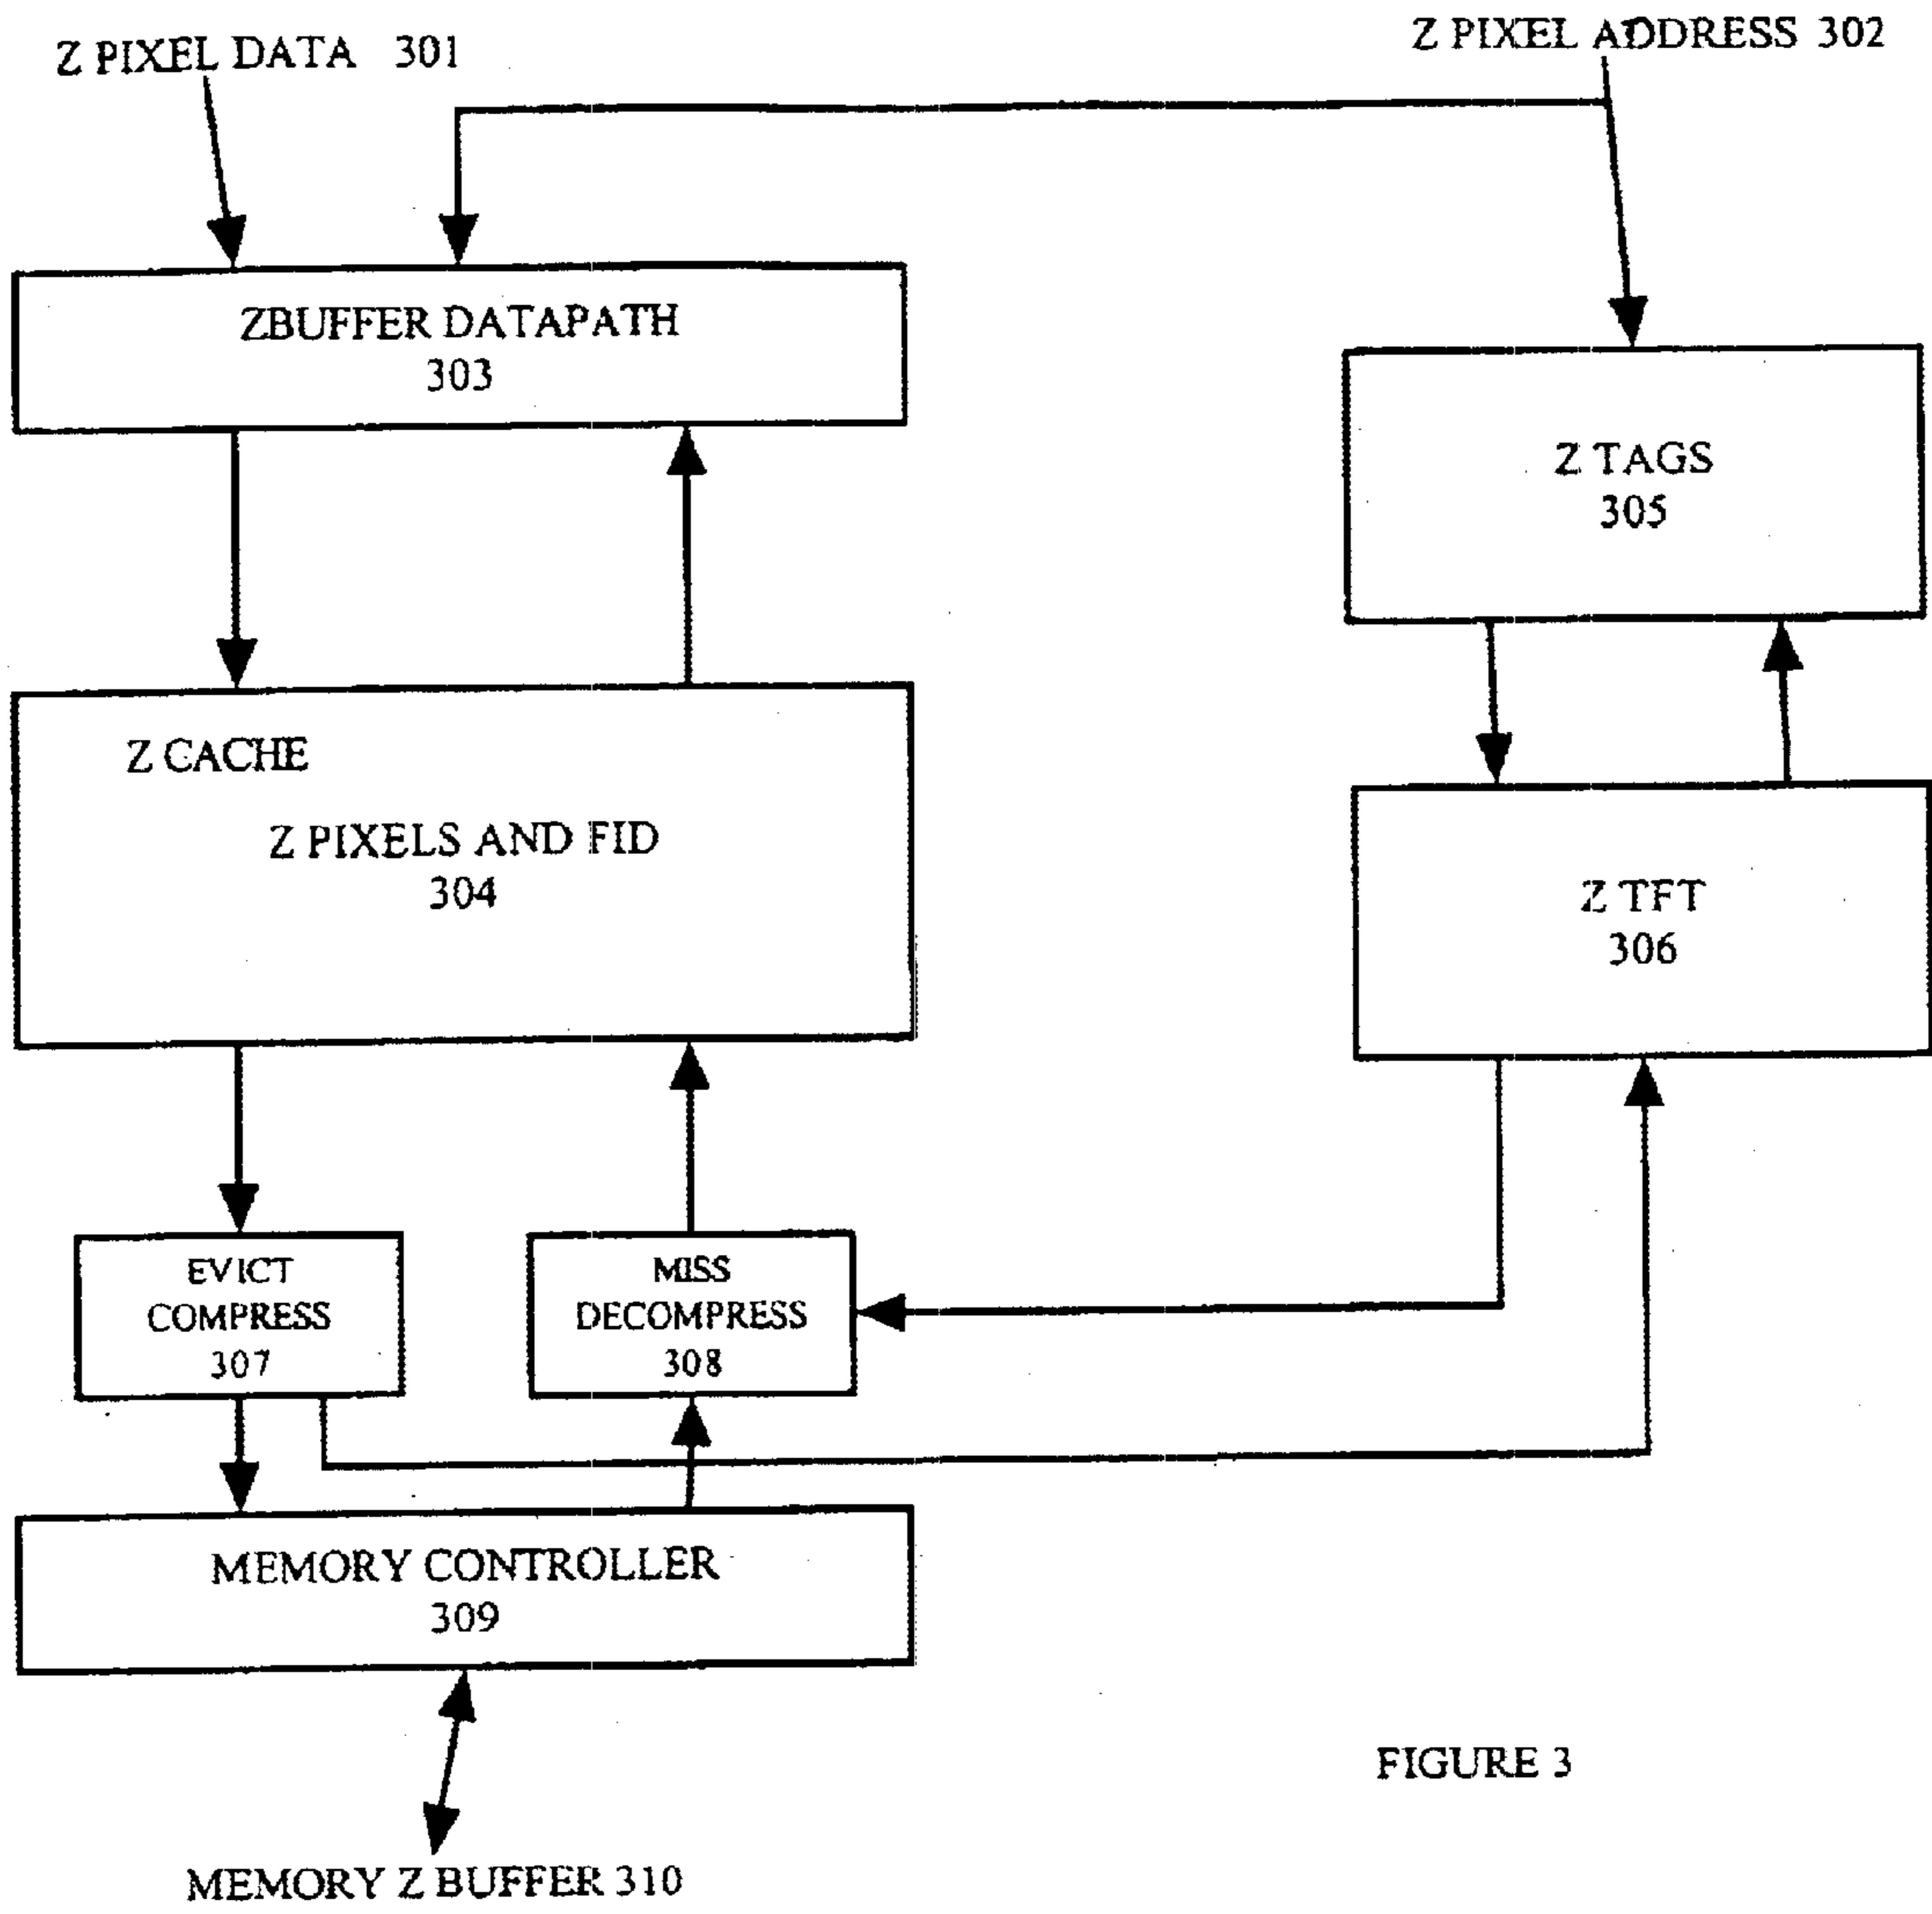 Z PIXEL DATA 301
Z PIXEL ADDRESS 302
ZBUFFER DATAPATH
303
Z TAGS
305
Z CACHE
Z PIXELS AND FID
304
Z TFT
306
EVICT
COMPRESS
307
MISS
DECOMPRESS
308
MEMORY CONTROLLER
309
FIGURE 3
MEMORY Z BUFFER 310